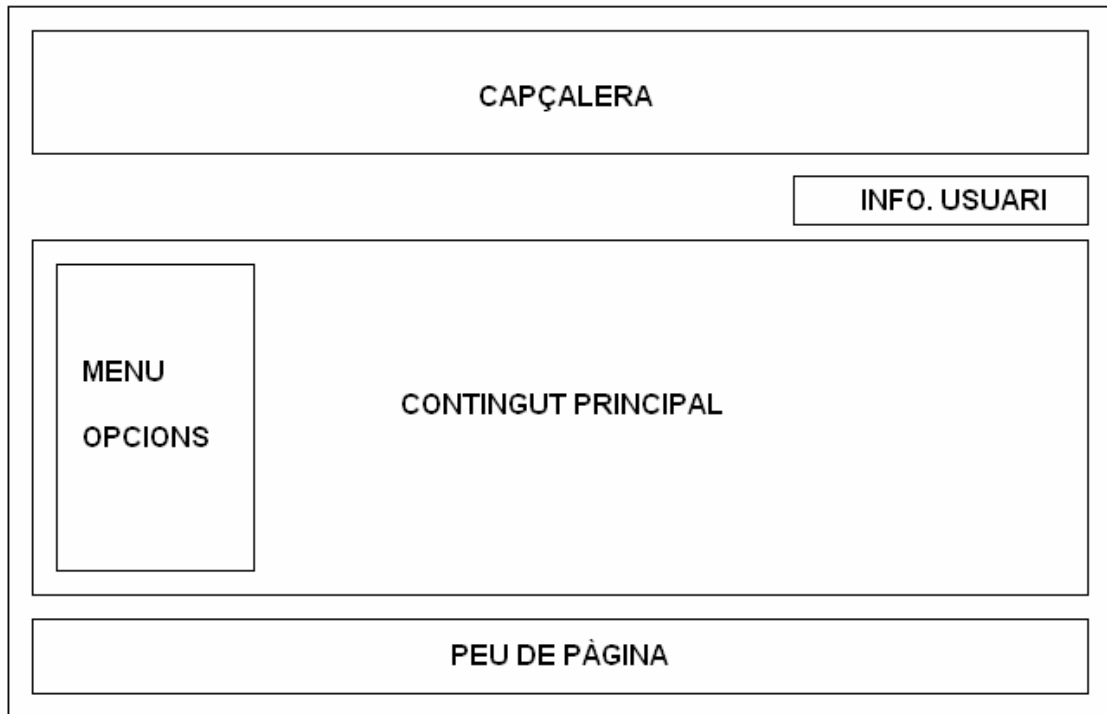 CAPÇALERA
INFO. USUARI
MENU
OPCIONS
CONTINGUT PRINCIPAL
PEU DE PÀGINA